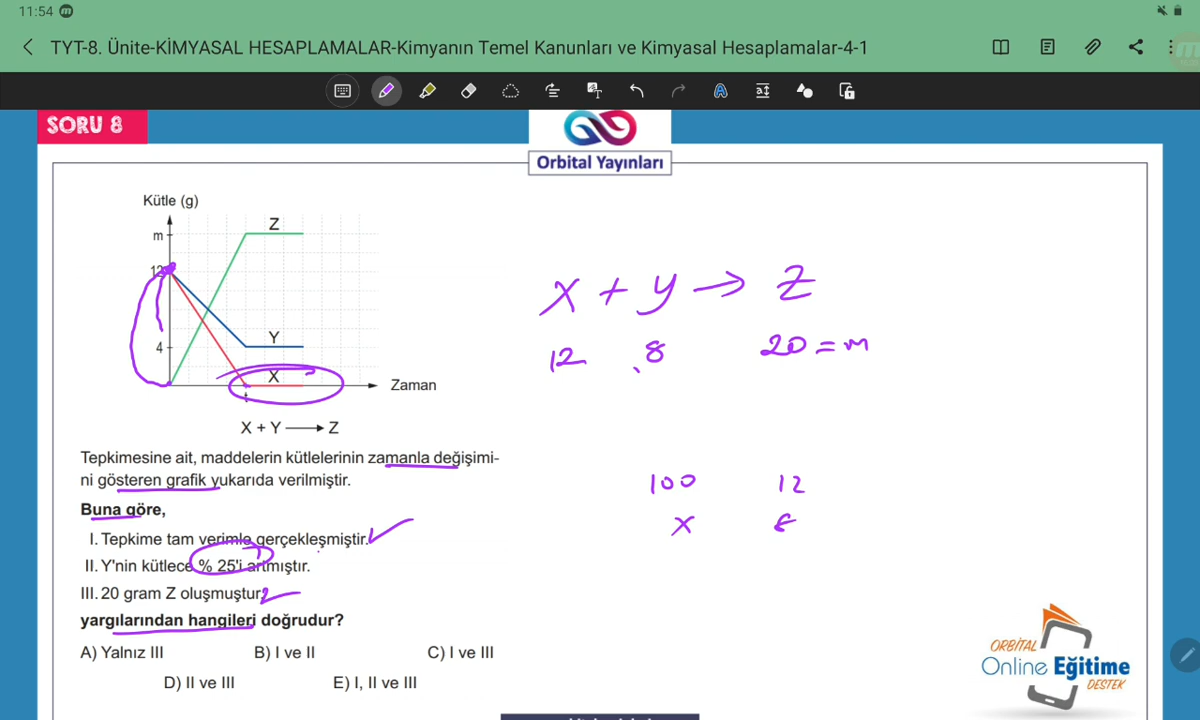 11:54
TYT-8. Ünite-KİMYASAL HESAPLAMALAR-Kimyanın Temel Kanunları ve Kimyasal Hesaplamalar-4-1
SORU 8
Orbital Yayınları
Kütle (g)
m
Z
12
Y
4
X
Zaman
t
X + Y → Z
X + Y → Z
12 8 20 = m
Tepkimesine ait, maddelerin kütlelerinin zamanla değişimi-
ni gösteren grafik yukarıda verilmiştir.
Buna göre,
I. Tepkime tam verimle gerçekleşmiştir.
II. Y'nin kütlece % 25'i artmıştır.
III. 20 gram Z oluşmuştur.
yargılarından hangileri doğrudur?
A) Yalnız III B) I ve II C) I ve III
D) II ve III E) I, II ve III
100 12
x
ORBİTAL
Online Eğitime
DESTEK